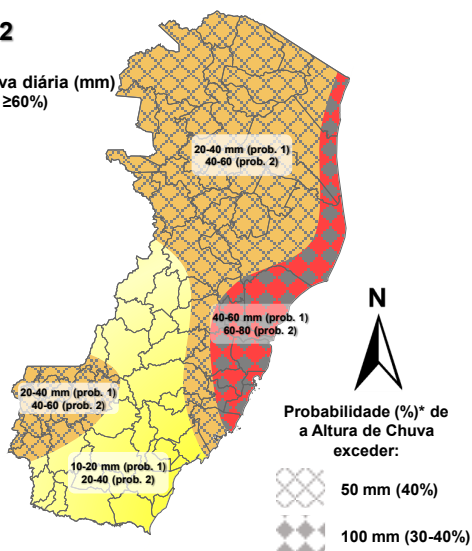 2
va diária (mm)
≥60%)
20-40 mm (prob. 1)
40-60 (prob. 2)
40-60 mm (prob. 1)
60-80 (prob. 2)
20-40 mm (prob. 1)
40-60 (prob. 2)
10-20 mm (prob. 1)
20-40 (prob. 2)
N
Probabilidade (%)* de
a Altura de Chuva
exceder:
50 mm (40%)
100 mm (30-40%)